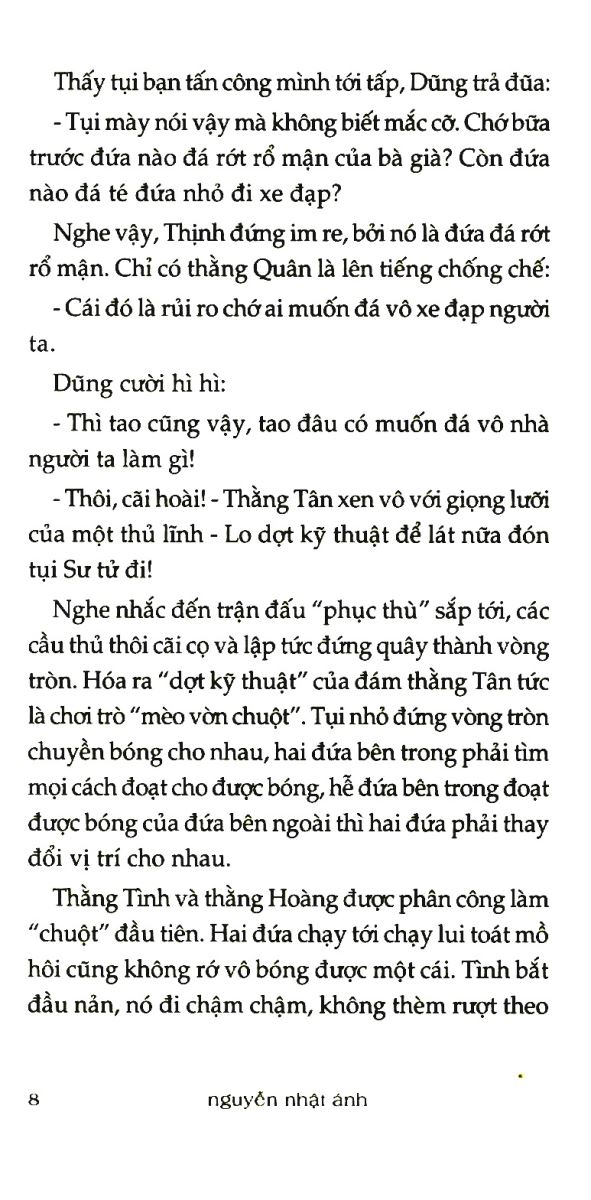 Thấy tụi bạn tấn công mình tới tấp, Dũng trả đũa:
- Tụi mày nói vậy mà không biết mắc cỡ. Chớ bữa
trước đứa nào đá rớt rổ mận của bà già? Còn đứa
nào đá té đứa nhỏ đi xe đạp?
Nghe vậy, Thịnh đứng im re, bởi nó là đứa đá rớt
rổ mận. Chỉ có thằng Quân là lên tiếng chống chế:
- Cái đó là rủi ro chớ ai muốn đá vô xe đạp người
ta.
Dũng cười hì hì:
- Thì tao cũng vậy, tao đâu có muốn đá vô nhà
người ta làm gì!
- Thôi, cãi hoài! - Thằng Tân xen vô với giọng lưỡi
của một thủ lĩnh - Lo dợt kỹ thuật để lát nữa đón
tụi Sư tử đi!
Nghe nhắc đến trận đấu “phục thù” sắp tới, các
cầu thủ thôi cãi cọ và lập tức đứng quây thành vòng
tròn. Hóa ra “dợt kỹ thuật” của đám thằng Tân tức
là chơi trò “mèo vờn chuột”. Tụi nhỏ đứng vòng tròn
chuyền bóng cho nhau, hai đứa bên trong phải tìm
mọi cách đoạt cho được bóng, hễ đứa bên trong đoạt
được bóng của đứa bên ngoài thì hai đứa phải thay
đổi vị trí cho nhau.
Thằng Tình và thằng Hoàng được phân công làm
“chuột” đầu tiên. Hai đứa chạy tới chạy lui toát mồ
hôi cũng không rớ vô bóng được một cái. Tình bắt
đầu nản, nó đi chậm chậm, không thèm rượt theo
8 nguyễn nhật ánh